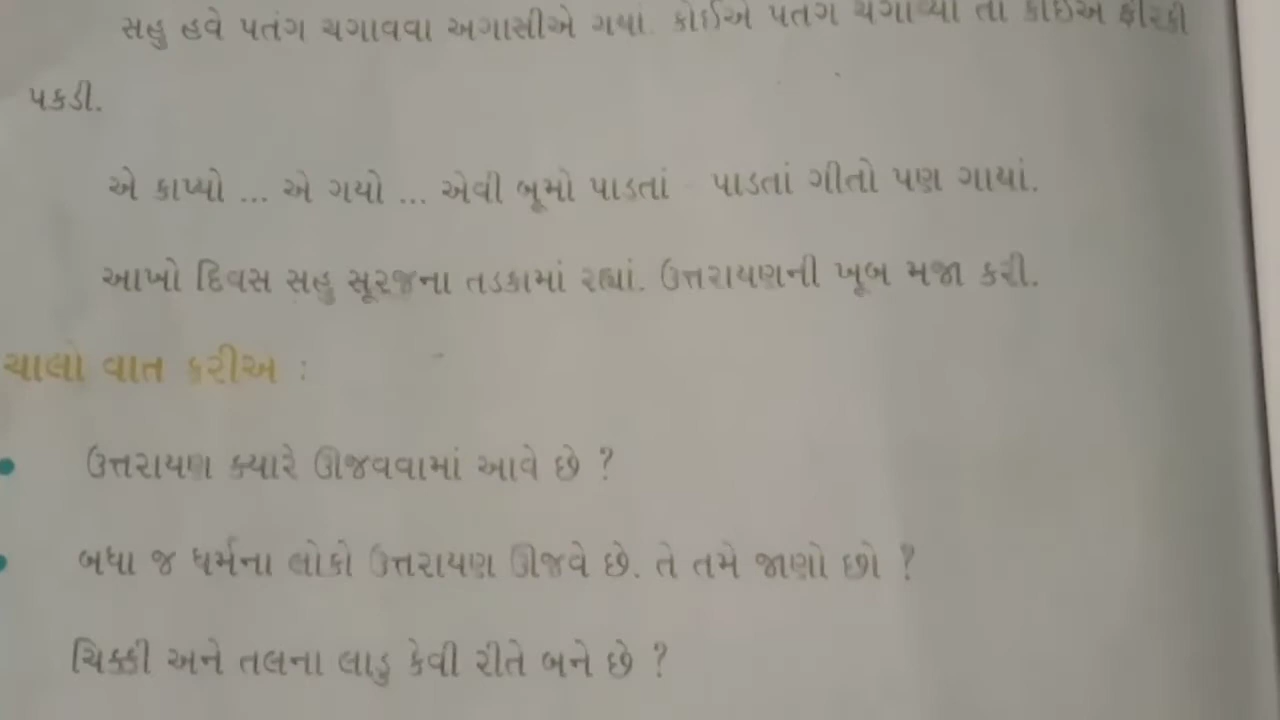 સહુ હવે પતંગ ચગાવવા અગાસીએ ગયાં. કોઈએ પતંગ ચગાવ્યો તો કોઈએ ફીરકી
પકડી.
એ કાપ્યો ... એ ગયો ... એવી બૂમો પાડતાં - પાડતાં ગીતો પણ ગાયાં.
આખો દિવસ સહુ સૂરજના તડકામાં રહ્યાં. ઉત્તરાયણની ખૂબ મજા કરી.
ચાલો વાત કરીએ :
• ઉત્તરાયણ ક્યારે ઊજવવામાં આવે છે ?
• બધા જ ધર્મના લોકો ઉત્તરાયણ ઊજવે છે. તે તમે જાણો છો ?
ચિક્કી અને તલના લાડુ કેવી રીતે બને છે ?